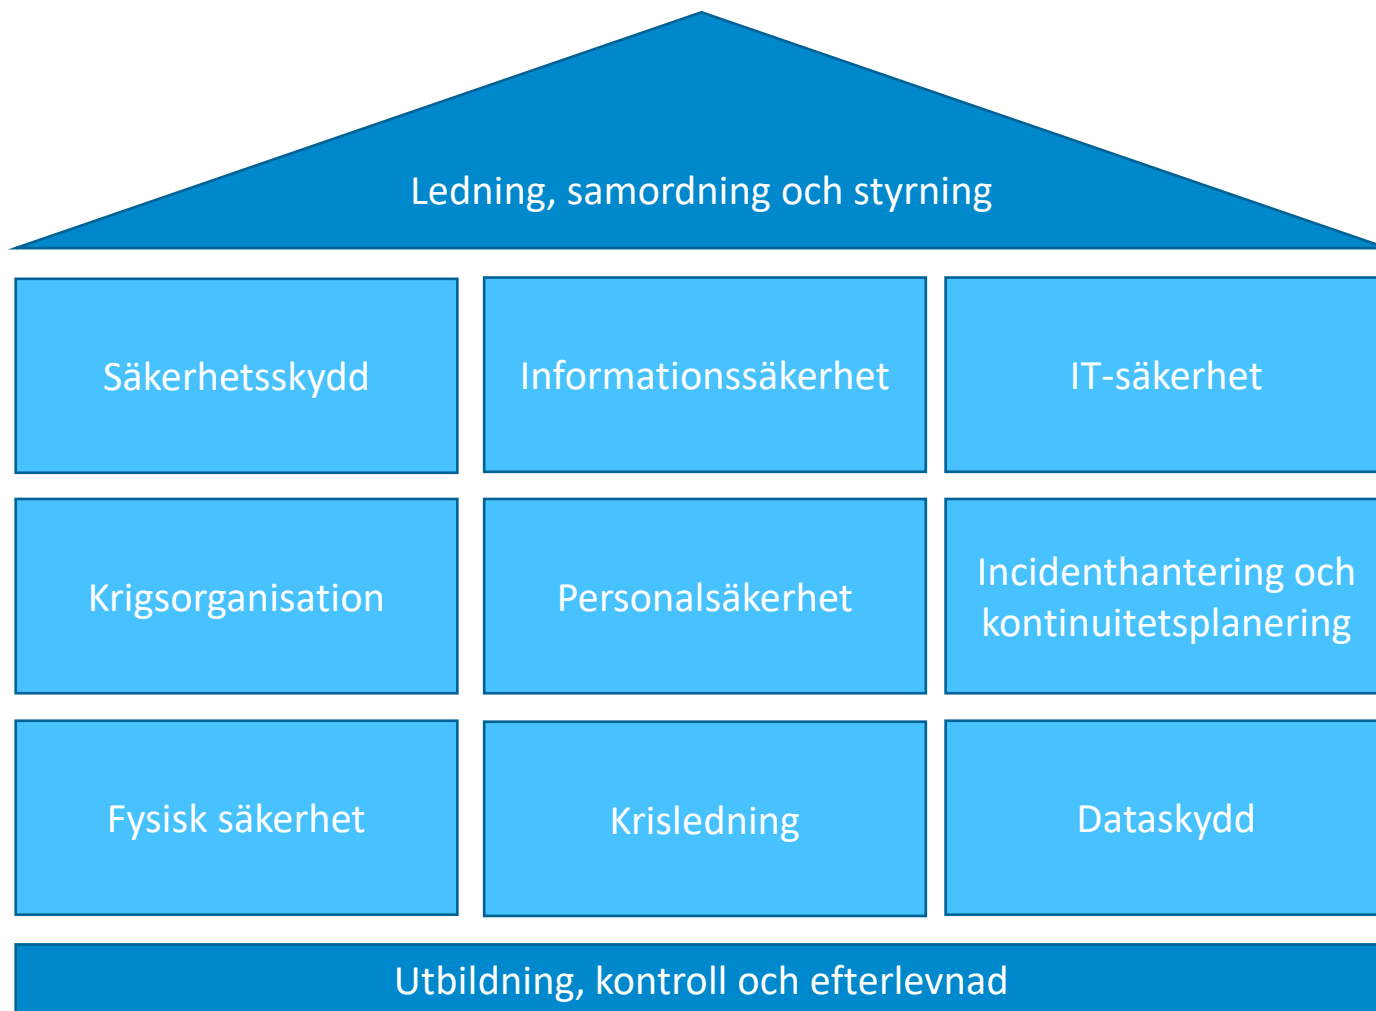 Ledning, samordning och styrning
Säkerhetsskydd
Informationssäkerhet
IT-säkerhet
Krigsorganisation
Personalsäkerhet
Incidenthantering och
kontinuitetsplanering
Fysisk säkerhet
Krisledning
Dataskydd
Utbildning, kontroll och efterlevnad